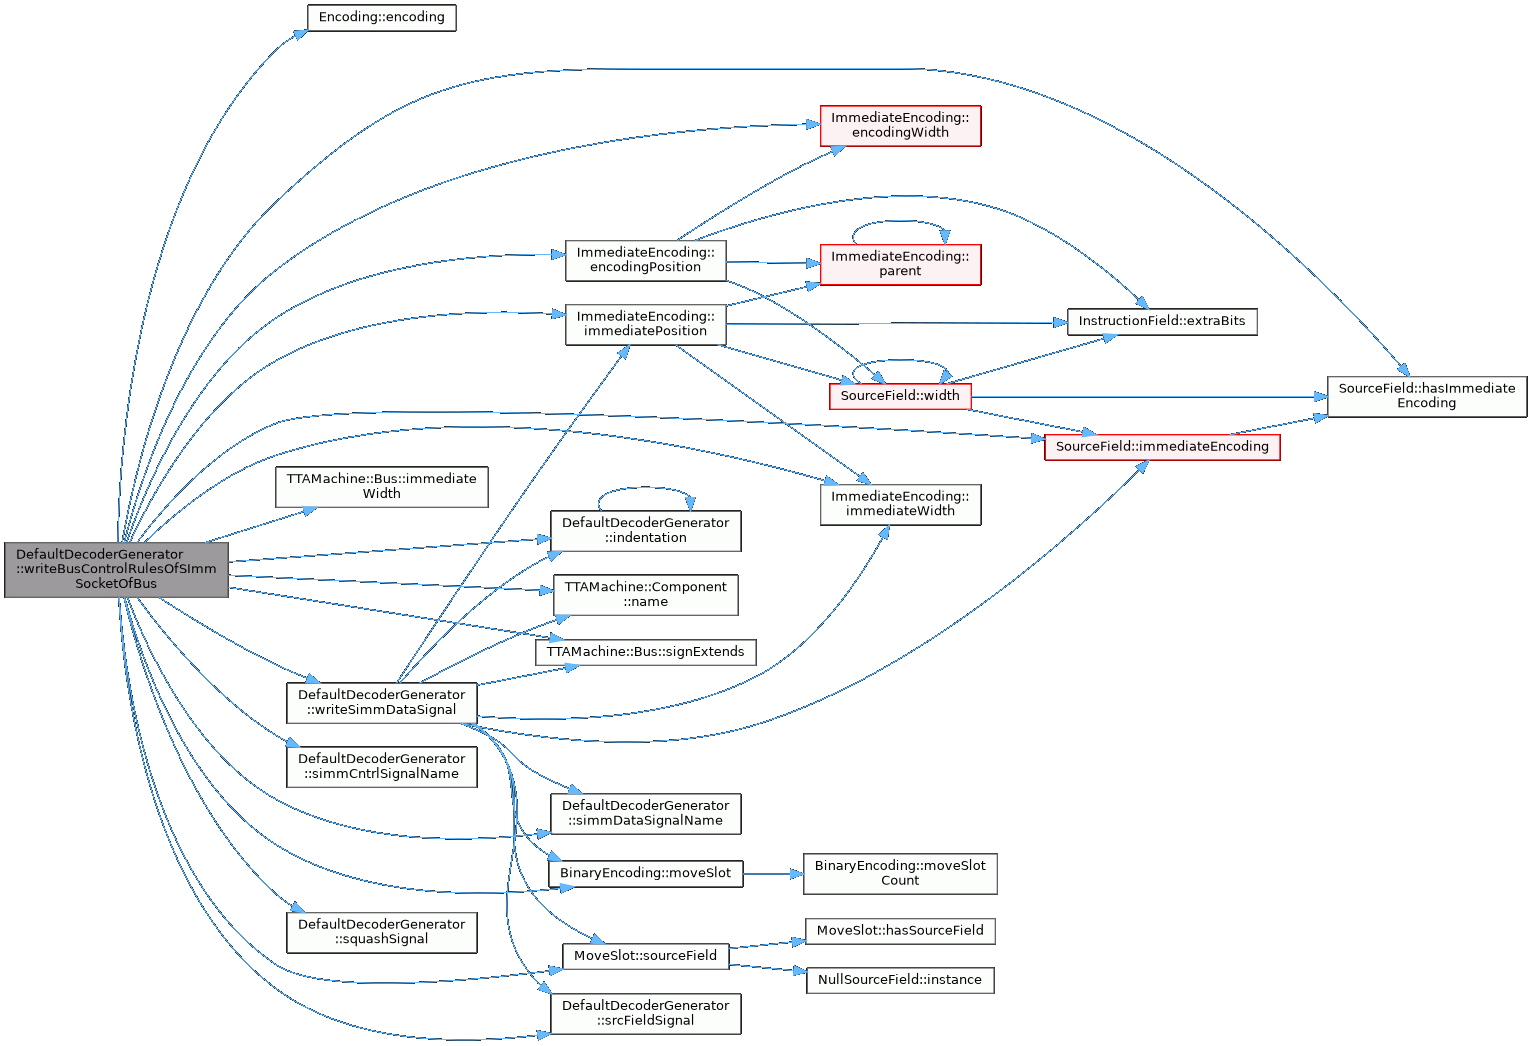 Encoding::encoding
ImmediateEncoding::
encodingWidth
ImmediateEncoding::
encodingPosition
ImmediateEncoding::
parent
ImmediateEncoding::
immediatePosition
InstructionField::extraBits
SourceField::width
SourceField::hasImmediate
Encoding
SourceField::immediateEncoding
TTAMachine::Bus::immediate
Width
ImmediateEncoding::
immediateWidth
DefaultDecoderGenerator
::indentation
DefaultDecoderGenerator
::writeBusControlRulesOfSImm
SocketOfBus
TTAMachine::Component
::name
TTAMachine::Bus::signExtends
DefaultDecoderGenerator
::writeSimmDataSignal
DefaultDecoderGenerator
::simmCntrlSignalName
DefaultDecoderGenerator
::simmDataSignalName
BinaryEncoding::moveSlot
BinaryEncoding::moveSlot
Count
DefaultDecoderGenerator
::squashSignal
MoveSlot::hasSourceField
MoveSlot::sourceField
NullSourceField::instance
DefaultDecoderGenerator
::srcFieldSignal